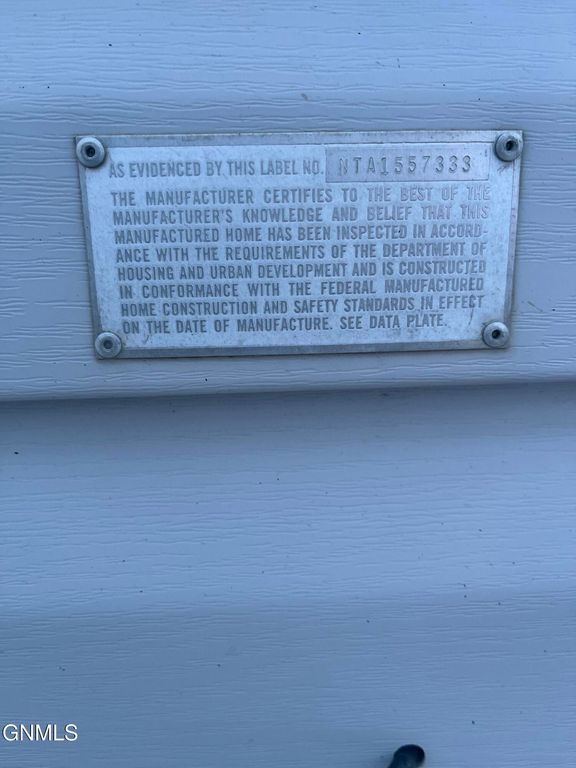 AS EVIDENCED BY THIS LABEL NO. NTA1557333
THE MANUFACTURER CERTIFIES TO THE BEST OF THE
MANUFACTURER'S KNOWLEDGE AND BELIEF THAT THIS
MANUFACTURED HOME HAS BEEN INSPECTED IN ACCORD-
ANCE WITH THE REQUIREMENTS OF THE DEPARTMENT OF
HOUSING AND URBAN DEVELOPMENT AND IS CONSTRUCTED
IN CONFORMANCE WITH THE FEDERAL MANUFACTURED
HOME CONSTRUCTION AND SAFETY STANDARDS IN EFFECT
ON THE DATE OF MANUFACTURE. SEE DATA PLATE.
GNMLS